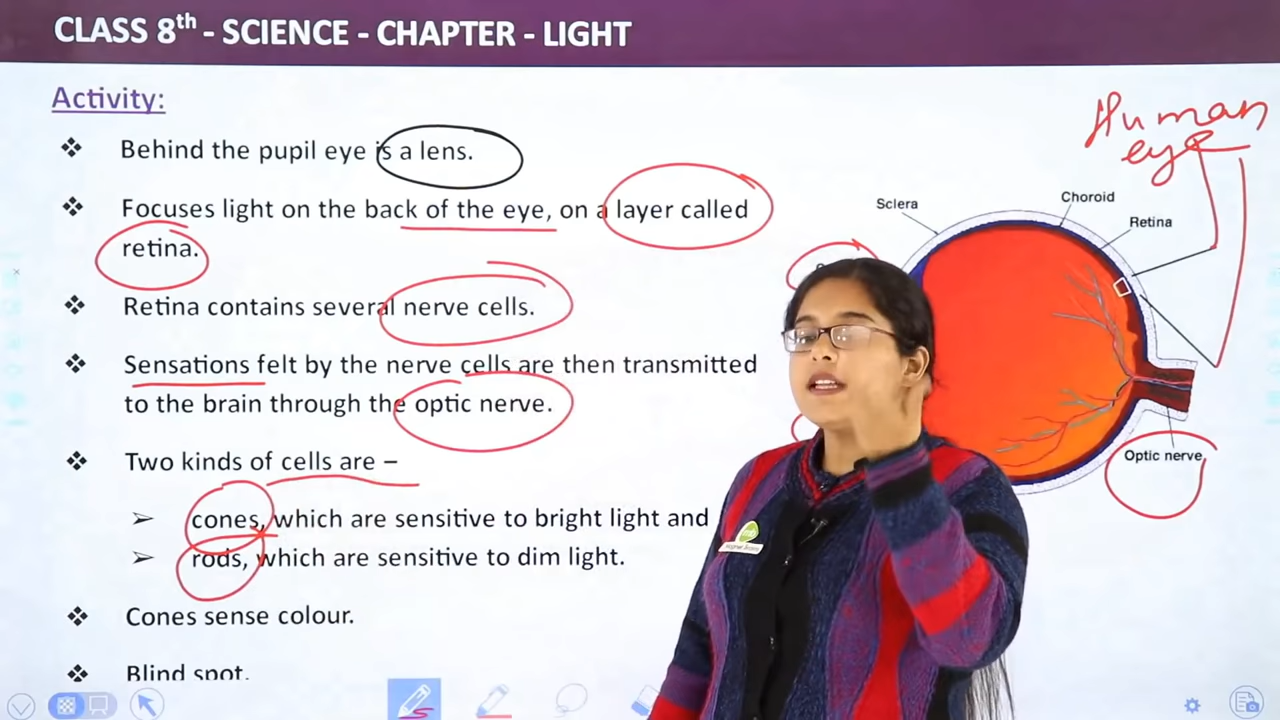 CLASS 8th - SCIENCE - CHAPTER - LIGHT
Activity:
❖ Behind the pupil eye is a lens.
❖ Focuses light on the back of the eye, on a layer called
retina.
❖ Retina contains several nerve cells.
❖ Sensations felt by the nerve cells are then transmitted
to the brain through the optic nerve.
❖ Two kinds of cells are –
➢ cones, which are sensitive to bright light and
➢ rods, which are sensitive to dim light.
❖ Cones sense colour.
❖ Blind spot.
Human
eye
Sclera
Choroid
Retina
Optic nerve